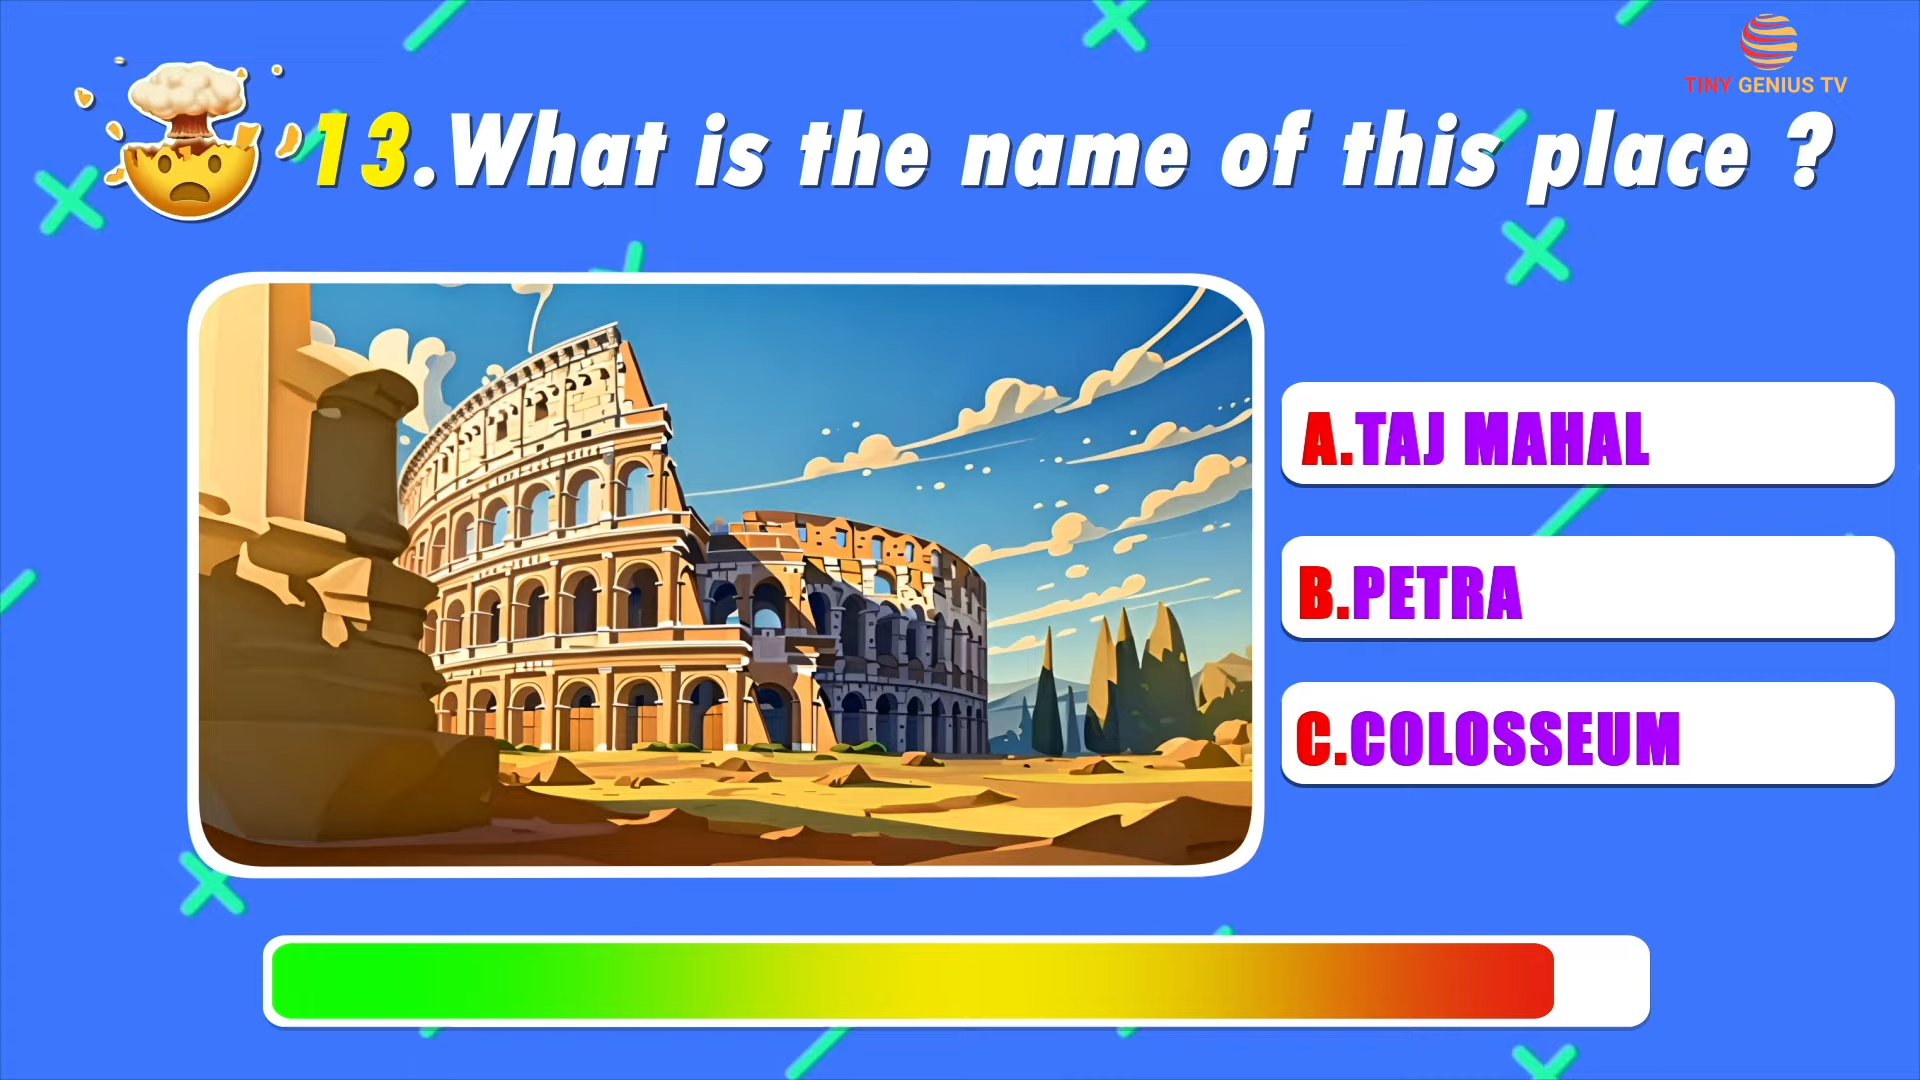 TINY GENIUS TV
13.What is the name of this place ?
A.TAJ MAHAL
B.PETRA
C.COLOSSEUM